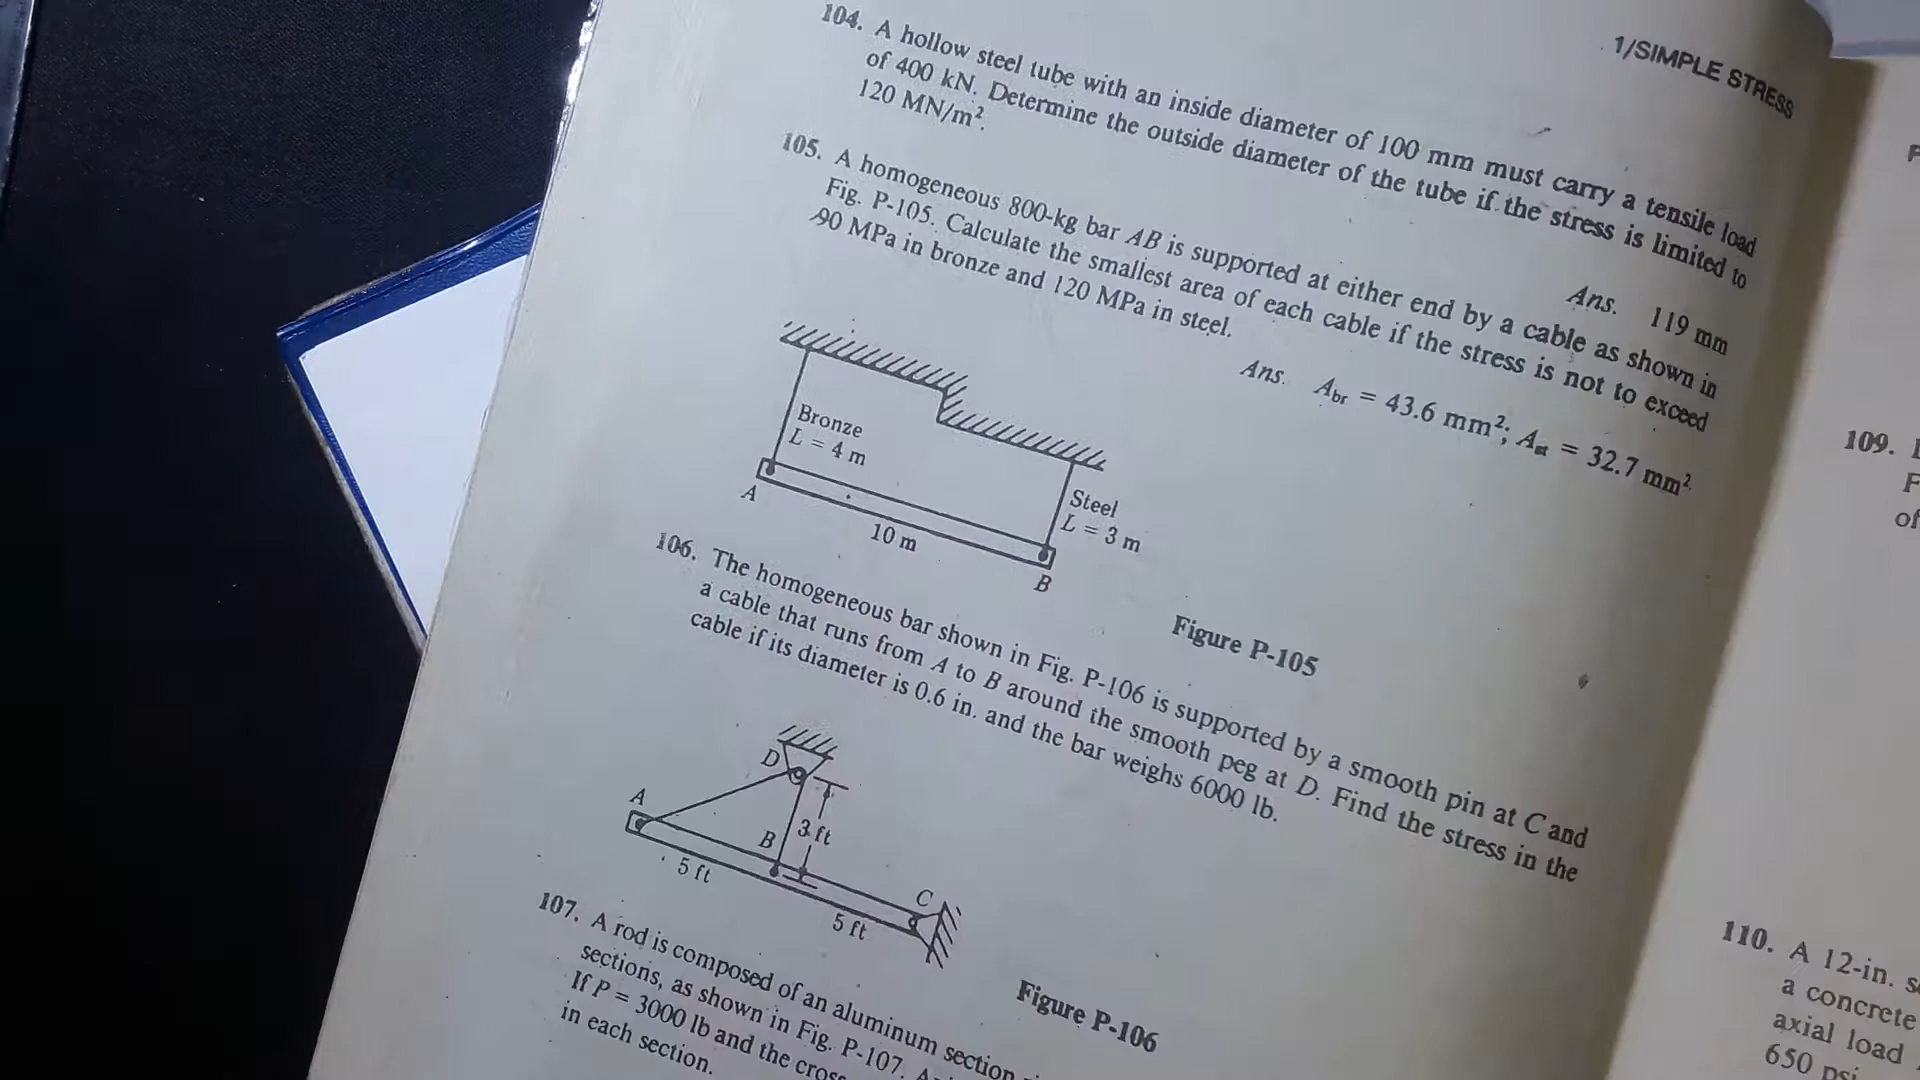 1/SIMPLE STRESS
104. A hollow steel tube with an inside diameter of 100 mm must carry a tensile load
of 400 kN. Determine the outside diameter of the tube if the stress is limited to
120 MN/m².
Ans. 119 mm
105. A homogeneous 800-kg bar AB is supported at either end by a cable as shown in
Fig. P-105. Calculate the smallest area of each cable if the stress is not to exceed
90 MPa in bronze and 120 MPa in steel.
Ans. Abr = 43.6 mm²; Ast = 32.7 mm²
Bronze
L = 4 m
Steel
L = 3 m
A
10 m
B
Figure P-105
106. The homogeneous bar shown in Fig. P-106 is supported by a smooth pin at C and
a cable that runs from A to B around the smooth peg at D. Find the stress in the
cable if its diameter is 0.6 in. and the bar weighs 6000 lb.
D
A
3 ft
B
5 ft
C
5 ft
Figure P-106
107. A rod is composed of an aluminum section
sections, as shown in Fig. P-107.
If P = 3000 lb and the cross
in each section.
109.
F
of
110. A 12-in.
a concrete
axial load
650 psi